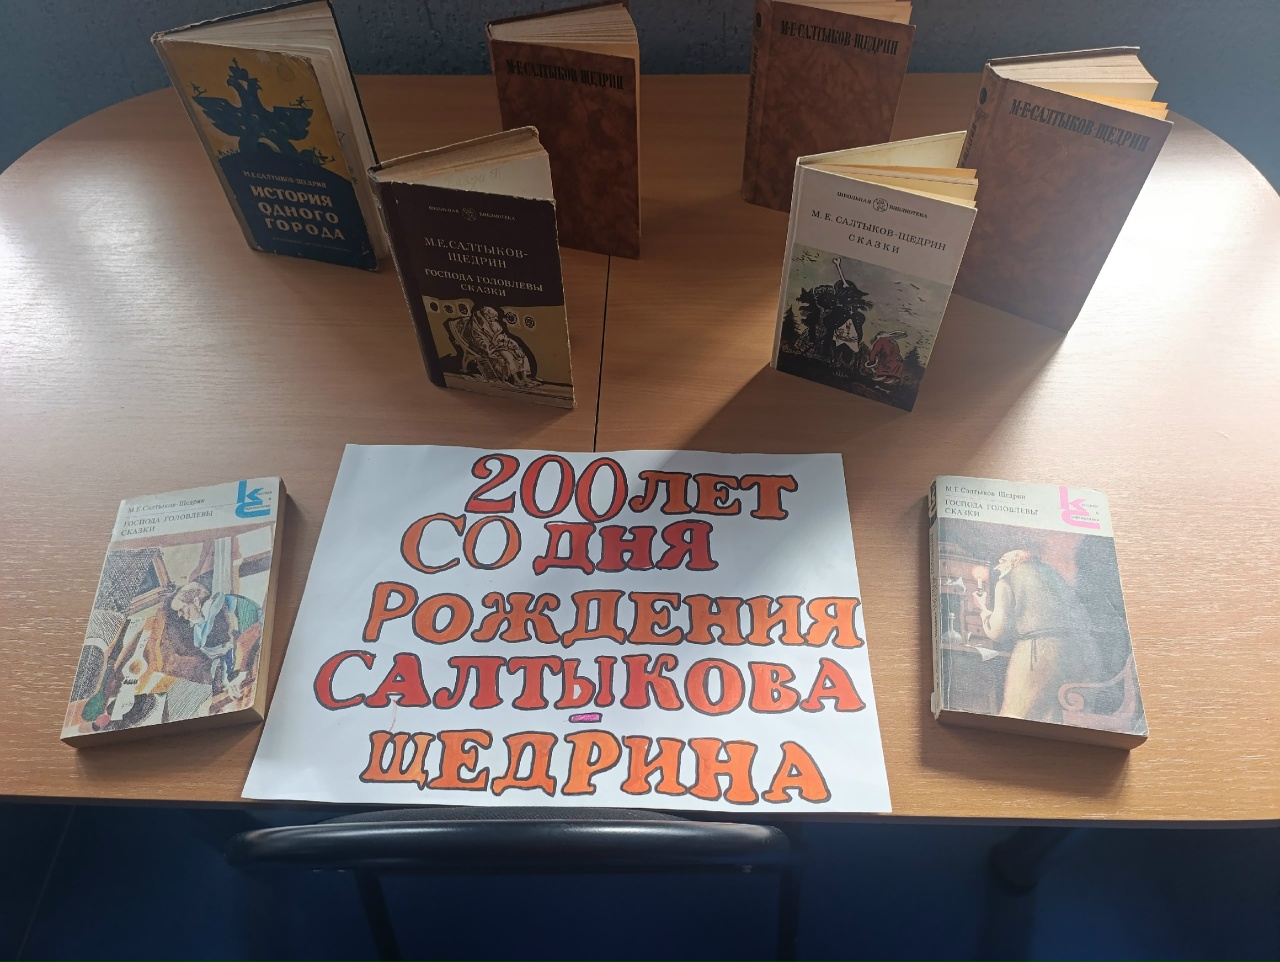 М.Е.САЛТЫКОВ-ЩЕДРИН
ИСТОРИЯ
ОДНОГО
ГОРОДА
М·Е·САЛТЫКОВ-ЩЕДРИН
М·Е·САЛТЫКОВ-ЩЕДРИН
М·Е·САЛТЫКОВ-ЩЕДРИН
ШКОЛЬНАЯ БИБЛИОТЕКА
М.Е.САЛТЫКОВ-
ЩЕДРИН
ГОСПОДА ГОЛОВЛЕВЫ
СКАЗКИ
ШКОЛЬНАЯ БИБЛИОТЕКА
М. Е. САЛТЫКОВ-ЩЕДРИН
СКАЗКИ
М. Е. Салтыков-Щедрин
ГОСПОДА ГОЛОВЛЕВЫ
СКАЗКИ
200 ЛЕТ
СО ДНЯ
РОЖДЕНИЯ
САЛТЫКОВА
-
ЩЕДРИНА
М. Е. Салтыков-Щедрин
ГОСПОДА ГОЛОВЛЕВЫ
СКАЗКИ